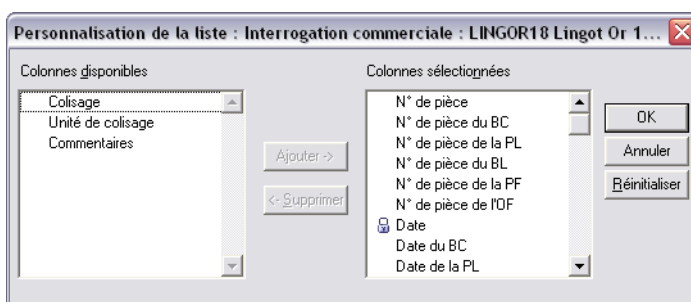 Personnalisation de la liste : Interrogation commerciale : LINGOR18 Lingot Or 1...
Colonnes disponibles
Colisage
Unité de colisage
Commentaires
Ajouter ->
<- Supprimer
Colonnes sélectionnées
N° de pièce
N° de pièce du BC
N° de pièce de la PL
N° de pièce du BL
N° de pièce de la PF
N° de pièce de l'OF
Date
Date du BC
Date de la PL
OK
Annuler
Réinitialiser